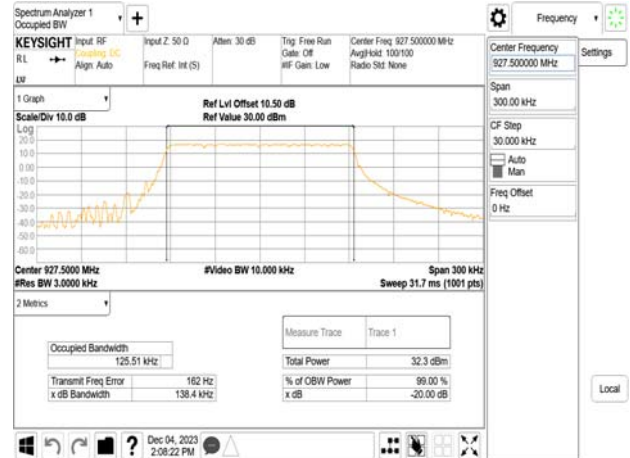 Spectrum Analyzer 1
Occupied BW
Frequency
KEYSIGHT Input: RF Input Z: 50 Ω Atten: 30 dB Trig: Free Run Center Freq: 927.500000 MHz
RL Coupling: DC Gate: Off Avg|Hold: 100/100
Align: Auto Freq Ref: Int (S) #IF Gain: Low Radio Std: None
Center Frequency
927.500000 MHz
Settings
Span
300.00 kHz
CF Step
30.000 kHz
Auto
Man
Freq Offset
0 Hz
Local
1 Graph
Ref Lvl Offset 10.50 dB
Scale/Div 10.0 dB Ref Value 30.00 dBm
Log
20.0
10.0
0.00
-10.0
-20.0
-30.0
-40.0
-50.0
-60.0
Center 927.5000 MHz #Video BW 10.000 kHz Span 300 kHz
#Res BW 3.0000 kHz Sweep 31.7 ms (1001 pts)
2 Metrics
Measure Trace Trace 1
Occupied Bandwidth
125.51 kHz
Total Power 32.3 dBm
Transmit Freq Error 162 Hz % of OBW Power 99.00 %
x dB Bandwidth 138.4 kHz x dB -20.00 dB
Dec 04, 2023
2:08:22 PM